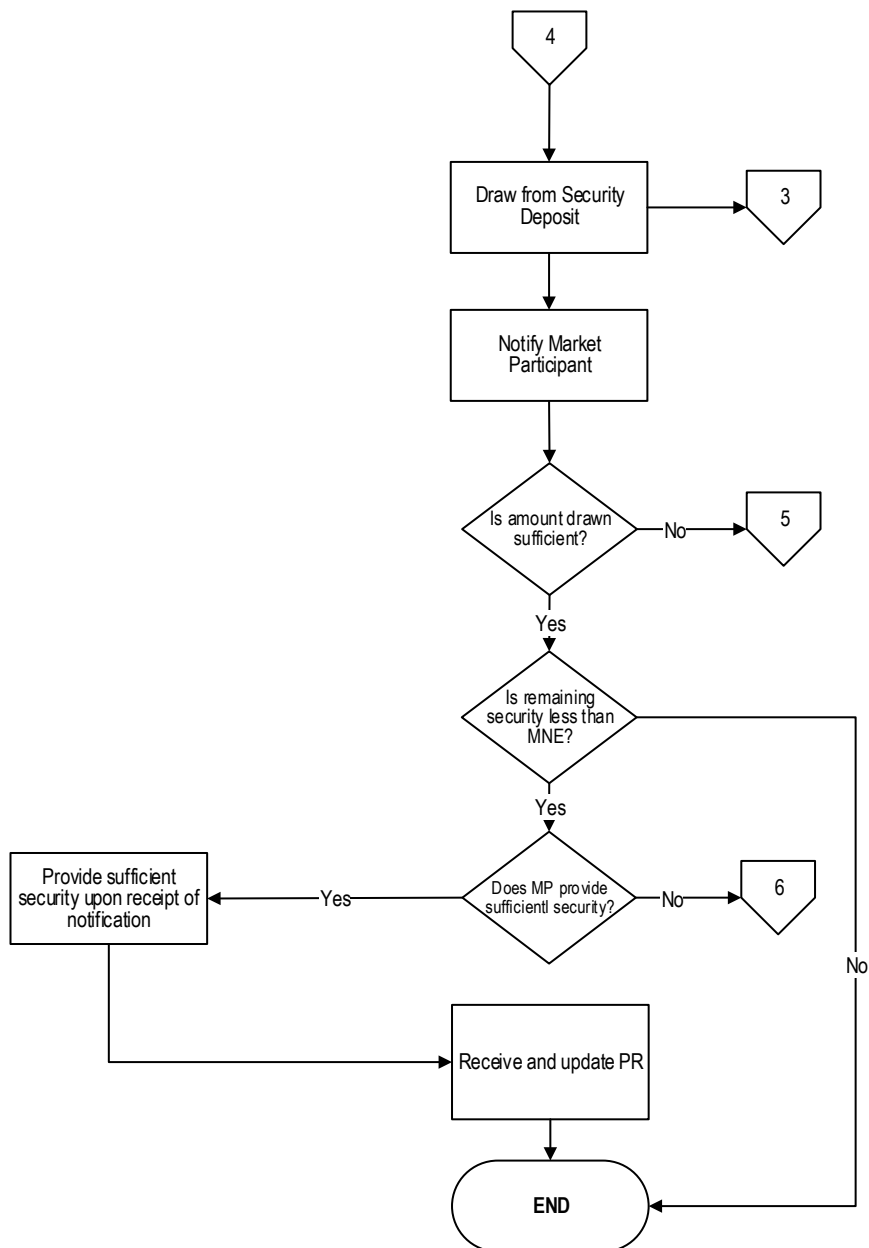 4
Draw from Security
Deposit
3
Notify Market
Participant
Is amount drawn
sufficient?
No
5
Yes
Is remaining
security less than
MNE?
Yes
Provide sufficient
security upon receipt of
notification
Yes
Does MP provide
sufficientl security?
No
6
No
Receive and update PR
END